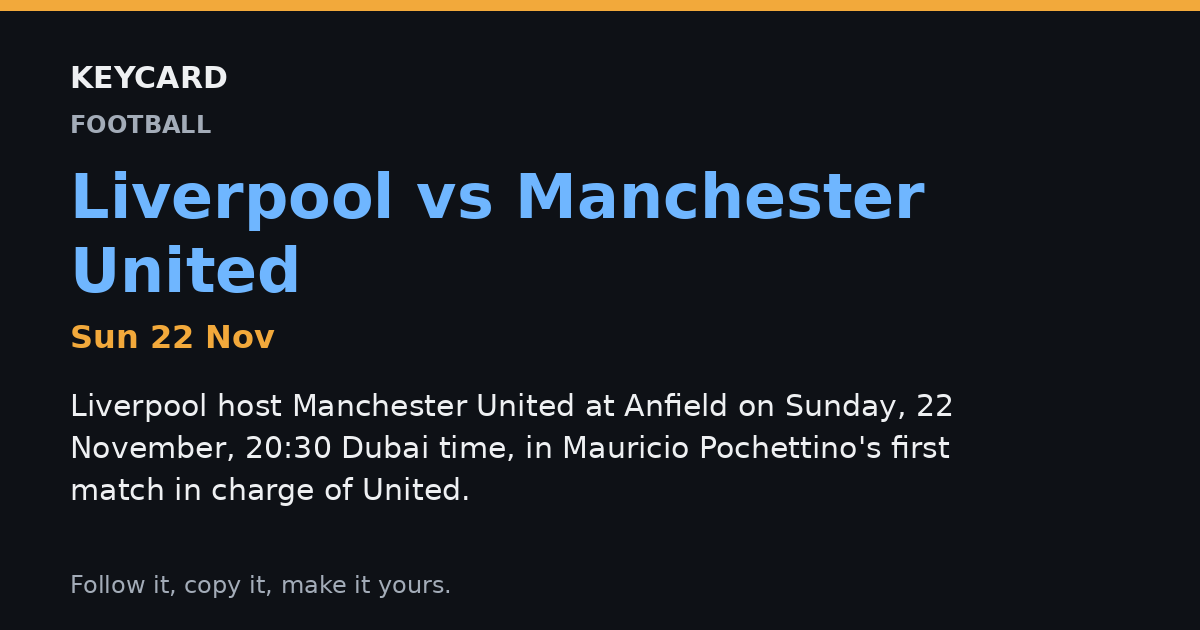 KEYCARD
FOOTBALL
Liverpool vs Manchester
United
Sun 22 Nov
Liverpool host Manchester United at Anfield on Sunday, 22
November, 20:30 Dubai time, in Mauricio Pochettino's first
match in charge of United.
Follow it, copy it, make it yours.